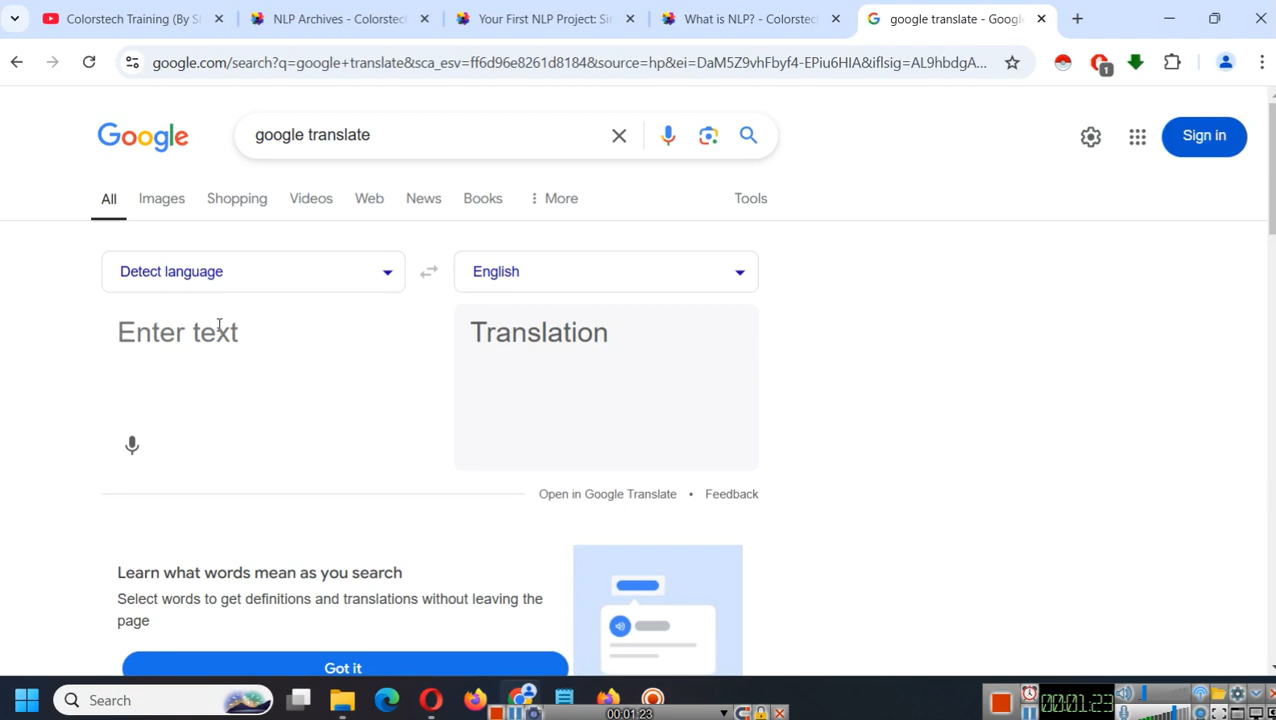 Colorstech Training (By S
NLP Archives - Colorstec
Your First NLP Project: Si
What is NLP? - Colorstec
google translate - Googl
google.com/search?q=google+translate&sca_esv=ff6d96e8261d8184&source=hp&ei=DaM5Z9vhFbyf4-EPiu6HIA&iflsig=AL9hbdgA...
1
Google
google translate
Sign in
All
Images
Shopping
Videos
Web
News
Books
More
Tools
Detect language
English
Enter text
Translation
Open in Google Translate • Feedback
Learn what words mean as you search
Select words to get definitions and translations without leaving the
page
Got it
Search
00:01:23
00:01:23